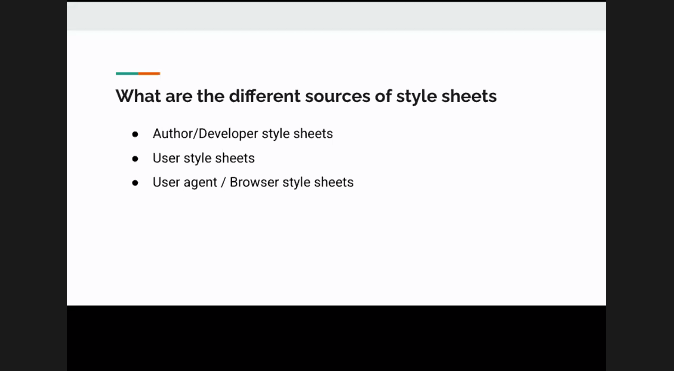 What are the different sources of style sheets
● Author/Developer style sheets
● User style sheets
● User agent / Browser style sheets